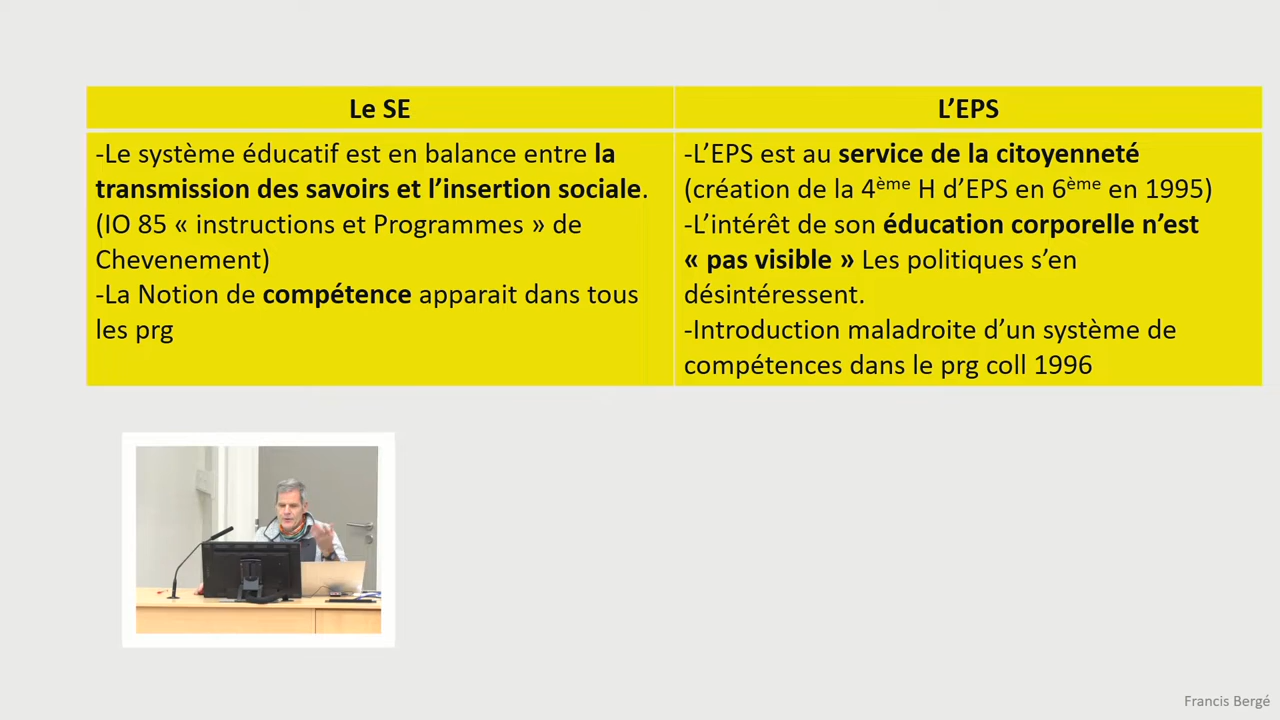 Le SE
-Le système éducatif est en balance entre la
transmission des savoirs et l’insertion sociale.
(IO 85 « instructions et Programmes » de
Chevenement)
-La Notion de compétence apparait dans tous
les prg
L’EPS
-L’EPS est au service de la citoyenneté
(création de la 4ème H d’EPS en 6ème en 1995)
-L’intérêt de son éducation corporelle n’est
« pas visible » Les politiques s’en
désintéressent.
-Introduction maladroite d’un système de
compétences dans le prg coll 1996
Francis Bergé